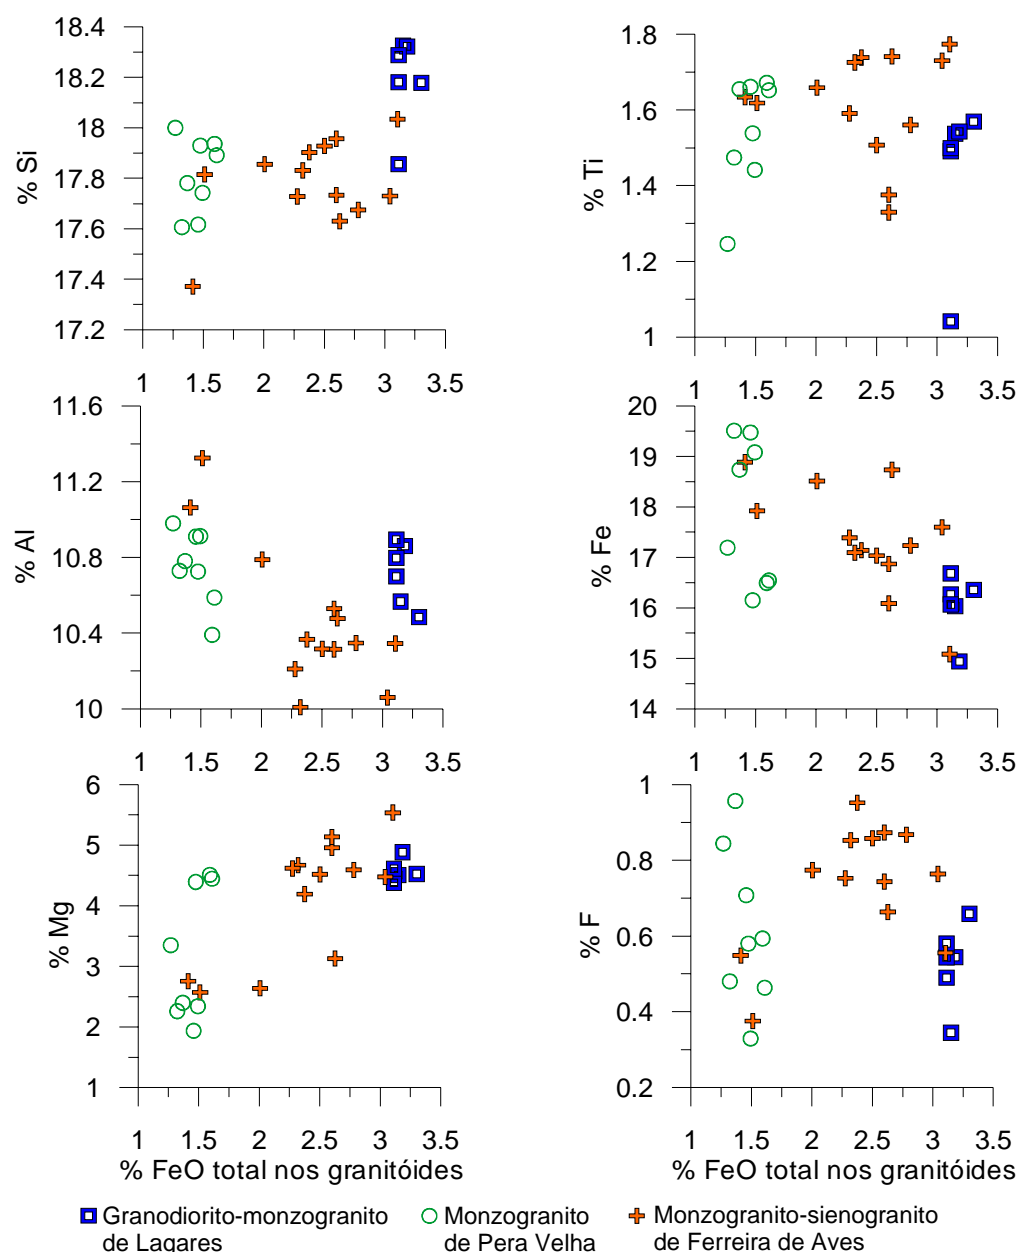 % Si
18.4
18.2
18
17.8
17.6
17.4
17.2
1 1.5 2 2.5 3 3.5
% Ti
1.8
1.6
1.4
1.2
1
1 1.5 2 2.5 3 3.5
% Al
11.6
11.2
10.8
10.4
10
1 1.5 2 2.5 3 3.5
% Fe
20
19
18
17
16
15
14
1 1.5 2 2.5 3 3.5
% Mg
6
5
4
3
2
1
1 1.5 2 2.5 3 3.5
% FeO total nos granitóides
% F
1
0.8
0.6
0.4
0.2
1 1.5 2 2.5 3 3.5
% FeO total nos granitóides
Granodiorito-monzogranito
de Lagares
Monzogranito
de Pera Velha
Monzogranito-sienogranito
de Ferreira de Aves